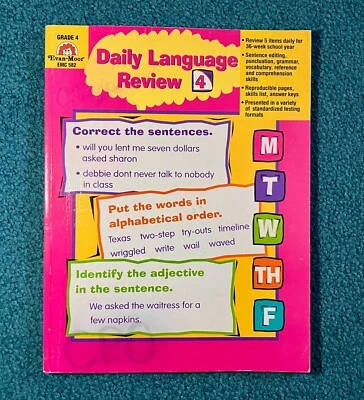 GRADE 4
Evan-Moor
EMC 582
Daily Language
Review 4
• Review 5 items daily for
36-week school year
• Sentence editing,
punctuation, grammar,
vocabulary, reference
and comprehension
skills
• Reproducible pages,
skills list, answer keys
• Presented in a variety
of standardized testing
formats
Correct the sentences.
• will you lent me seven dollars
asked sharon
• debbie dont never talk to nobody
in class
Put the words in
alphabetical order.
Texas two-step try-outs timeline
wriggled write wail waved
Identify the adjective
in the sentence.
We asked the waitress for a
few napkins.
M
T
W
TH
F